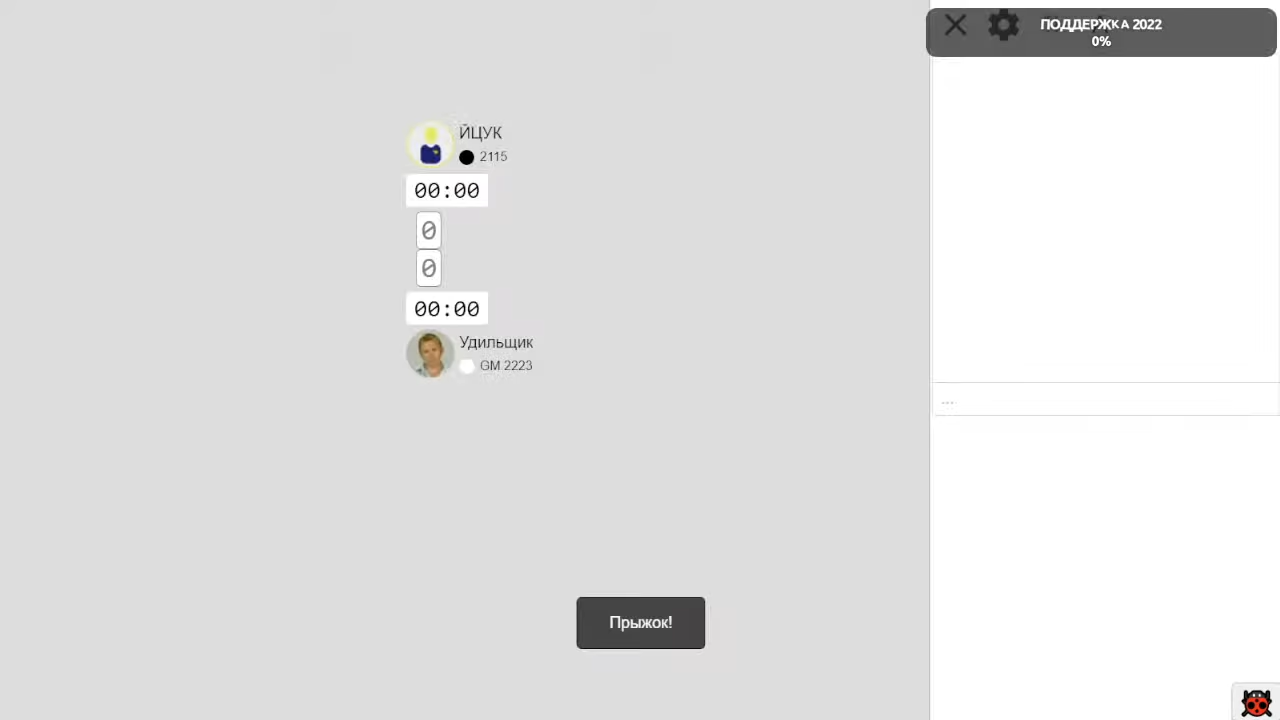 ПОДДЕРЖКА 2022
0%
ЙЦУК
2115
00:00
0
0
00:00
Удильщик
GM 2223
...
Прыжок!